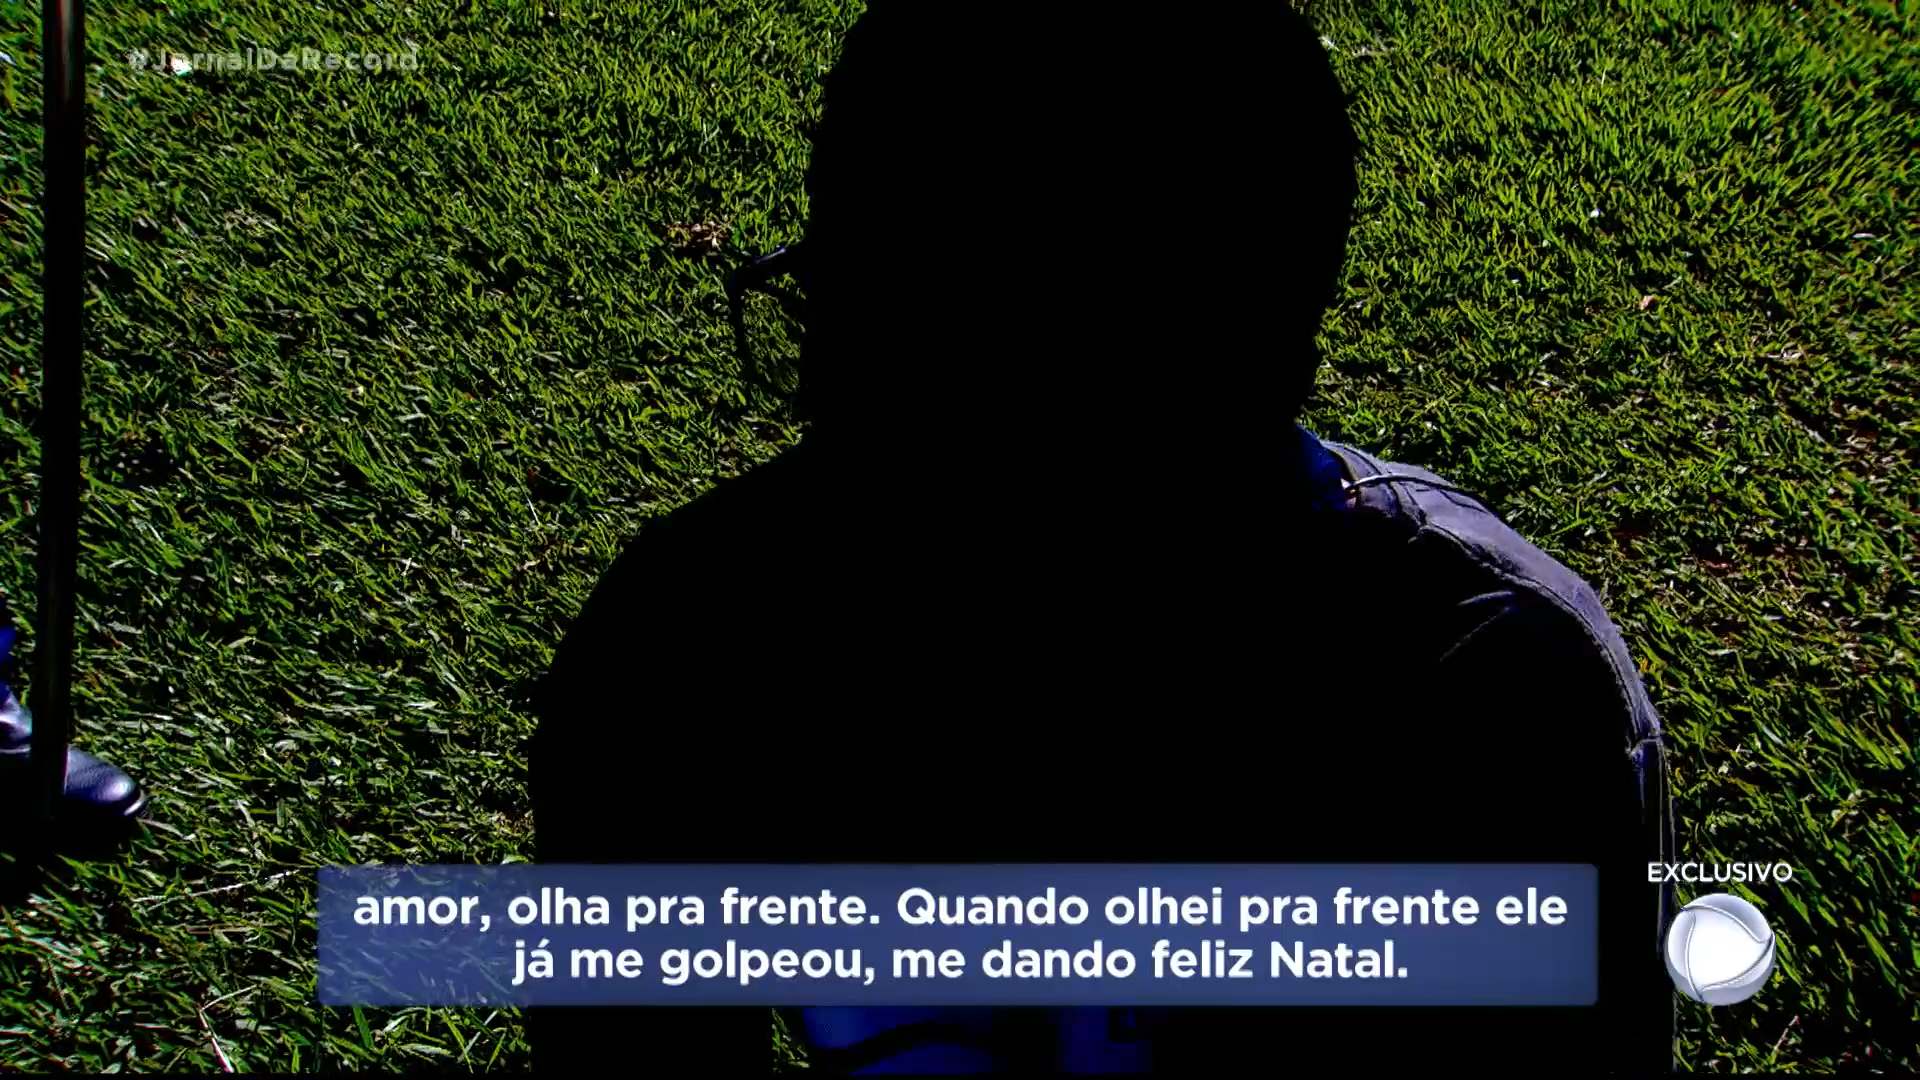 #JornalDaRecord
amor, olha pra frente. Quando olhei pra frente ele
já me golpeou, me dando feliz Natal.
EXCLUSIVO